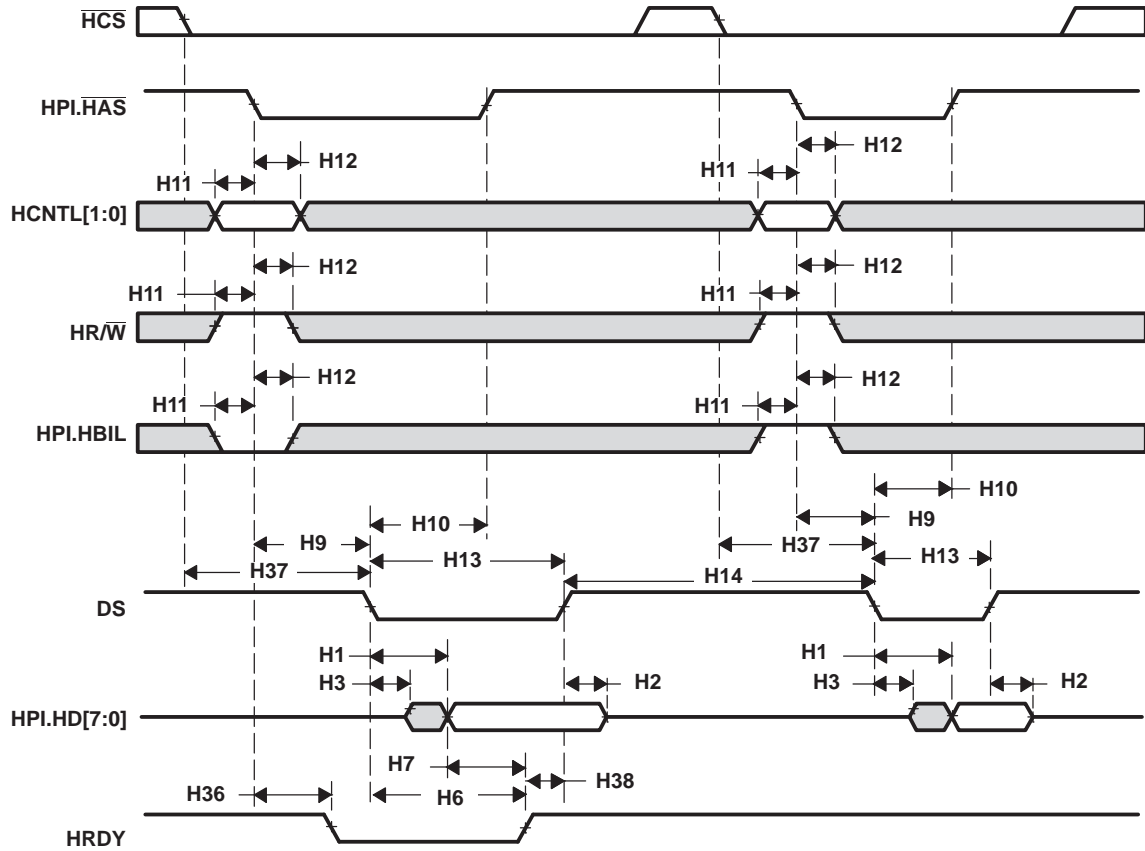 H̅C̅S̅
HPI.H̅A̅S̅
H12
H12
H11
H11
HCNTL[1:0]
H12
H12
H11
H11
HR/W̅
H12
H12
H11
H11
HPI.HBIL
H10
H10
H9
H9
H37
H13
H37
H13
H14
DS
H1
H1
H3
H2
H3
H2
HPI.HD[7:0]
H7
H38
H36
H6
HRDY